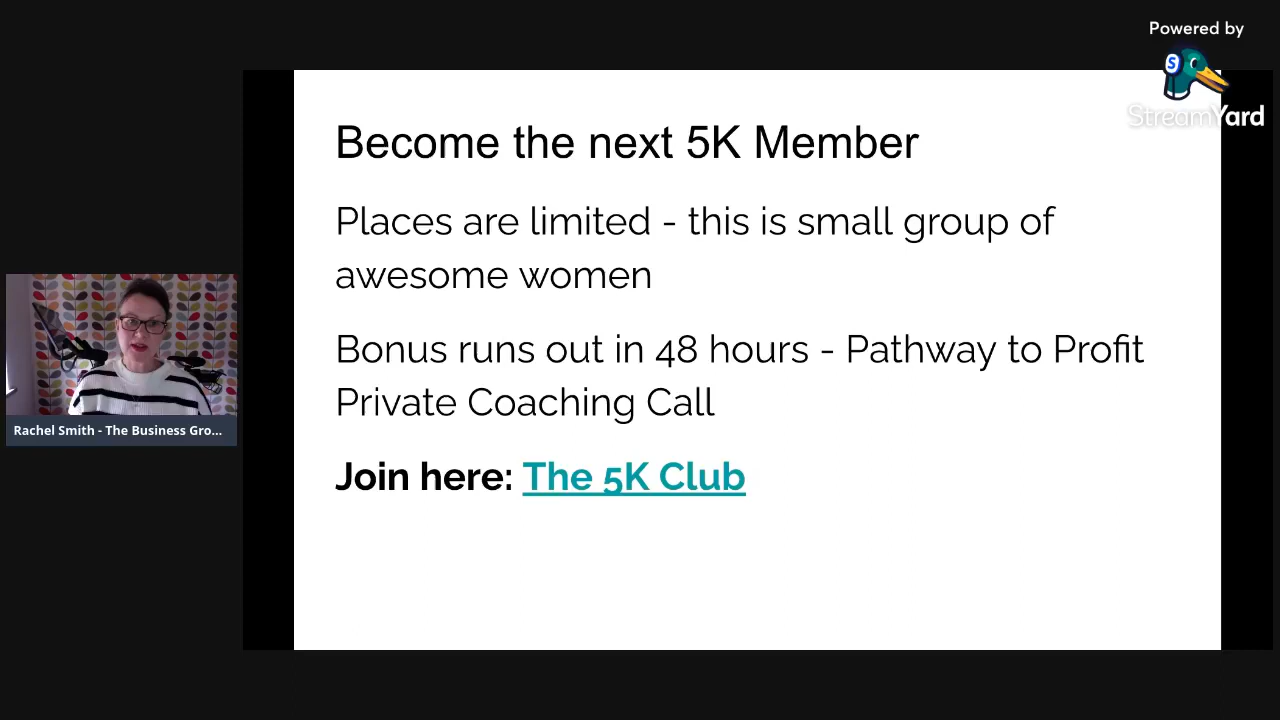 Powered by
StreamYard
Become the next 5K Member
Places are limited - this is small group of
awesome women
Bonus runs out in 48 hours - Pathway to Profit
Private Coaching Call
Join here: The 5K Club
Rachel Smith - The Business Gro...